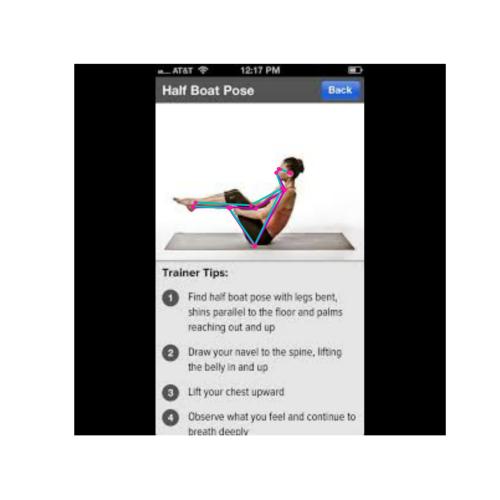 AT&T 12:17 PM
Half Boat Pose Back
Trainer Tips:
1 Find half boat pose with legs bent,
shins parallel to the floor and palms
reaching out and up
2 Draw your navel to the spine, lifting
the belly in and up
3 Lift your chest upward
4 Observe what you feel and continue to
breath deeply